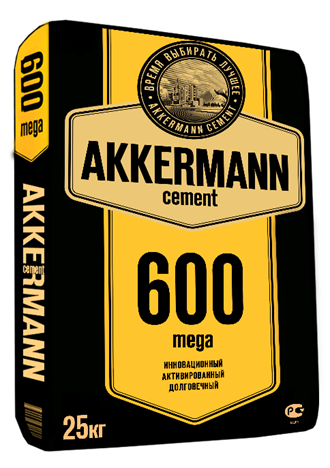 600
mega
AKKERMANN
cement
25кг
ВРЕМЯ ВЫБИРАТЬ ЛУЧШЕЕ
AKKERMANN CEMENT
AKKERMANN
cement
600
mega
ИННОВАЦИОННЫЙ
АКТИВИРОВАННЫЙ
ДОЛГОВЕЧНЫЙ